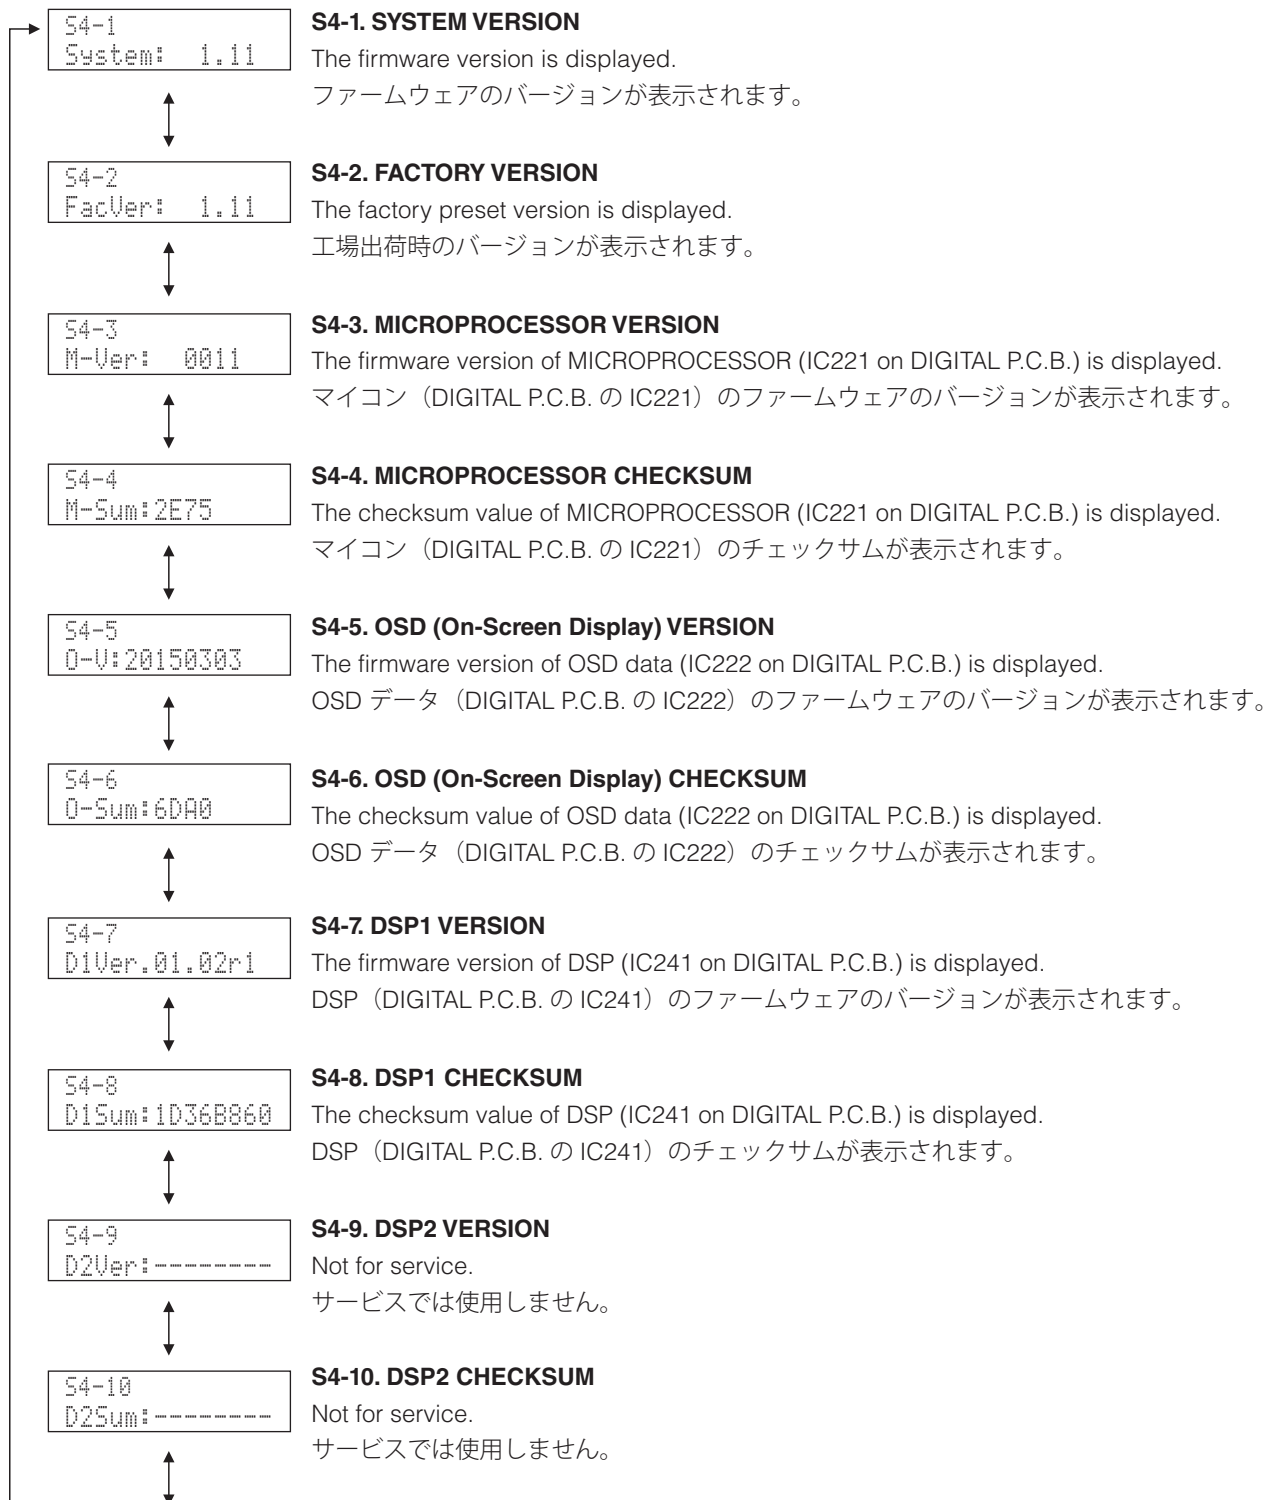 S4-1
System: 1.11
S4-1. SYSTEM VERSION
The firmware version is displayed.
ファームウェアのバージョンが表示されます。
S4-2
FacVer: 1.11
S4-2. FACTORY VERSION
The factory preset version is displayed.
工場出荷時のバージョンが表示されます。
S4-3
M-Ver: 0011
S4-3. MICROPROCESSOR VERSION
The firmware version of MICROPROCESSOR (IC221 on DIGITAL P.C.B.) is displayed.
マイコン（DIGITAL P.C.B. の IC221）のファームウェアのバージョンが表示されます。
S4-4
M-Sum:2E75
S4-4. MICROPROCESSOR CHECKSUM
The checksum value of MICROPROCESSOR (IC221 on DIGITAL P.C.B.) is displayed.
マイコン（DIGITAL P.C.B. の IC221）のチェックサムが表示されます。
S4-5
O-V:20150303
S4-5. OSD (On-Screen Display) VERSION
The firmware version of OSD data (IC222 on DIGITAL P.C.B.) is displayed.
OSD データ（DIGITAL P.C.B. の IC222）のファームウェアのバージョンが表示されます。
S4-6
O-Sum:6DA0
S4-6. OSD (On-Screen Display) CHECKSUM
The checksum value of OSD data (IC222 on DIGITAL P.C.B.) is displayed.
OSD データ（DIGITAL P.C.B. の IC222）のチェックサムが表示されます。
S4-7
D1Ver.01.02r1
S4-7. DSP1 VERSION
The firmware version of DSP (IC241 on DIGITAL P.C.B.) is displayed.
DSP（DIGITAL P.C.B. の IC241）のファームウェアのバージョンが表示されます。
S4-8
D1Sum:1D36B860
S4-8. DSP1 CHECKSUM
The checksum value of DSP (IC241 on DIGITAL P.C.B.) is displayed.
DSP（DIGITAL P.C.B. の IC241）のチェックサムが表示されます。
S4-9
D2Ver:--------
S4-9. DSP2 VERSION
Not for service.
サービスでは使用しません。
S4-10
D2Sum:--------
S4-10. DSP2 CHECKSUM
Not for service.
サービスでは使用しません。